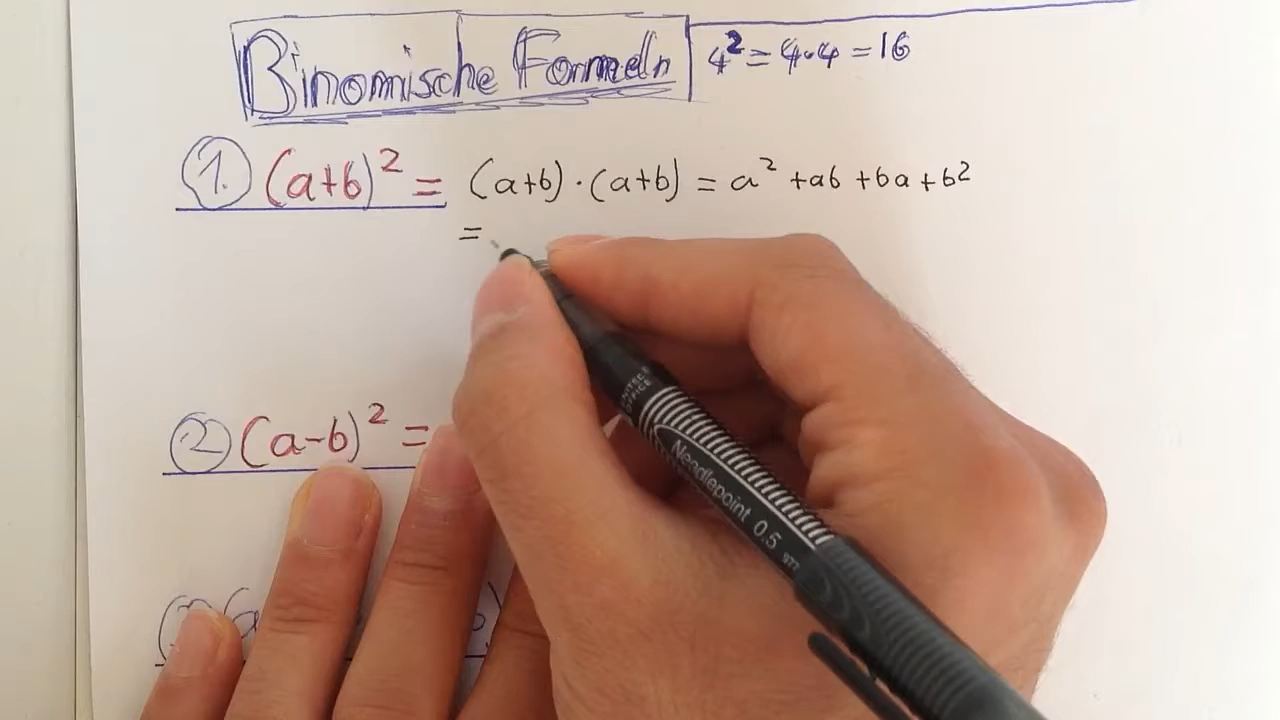 Binomische Formeln
4² = 4·4 = 16
1. (a+b)² = (a+b)·(a+b) = a² +ab +ba + b²
=
2 (a-b)² =
Needlepoint 0.5